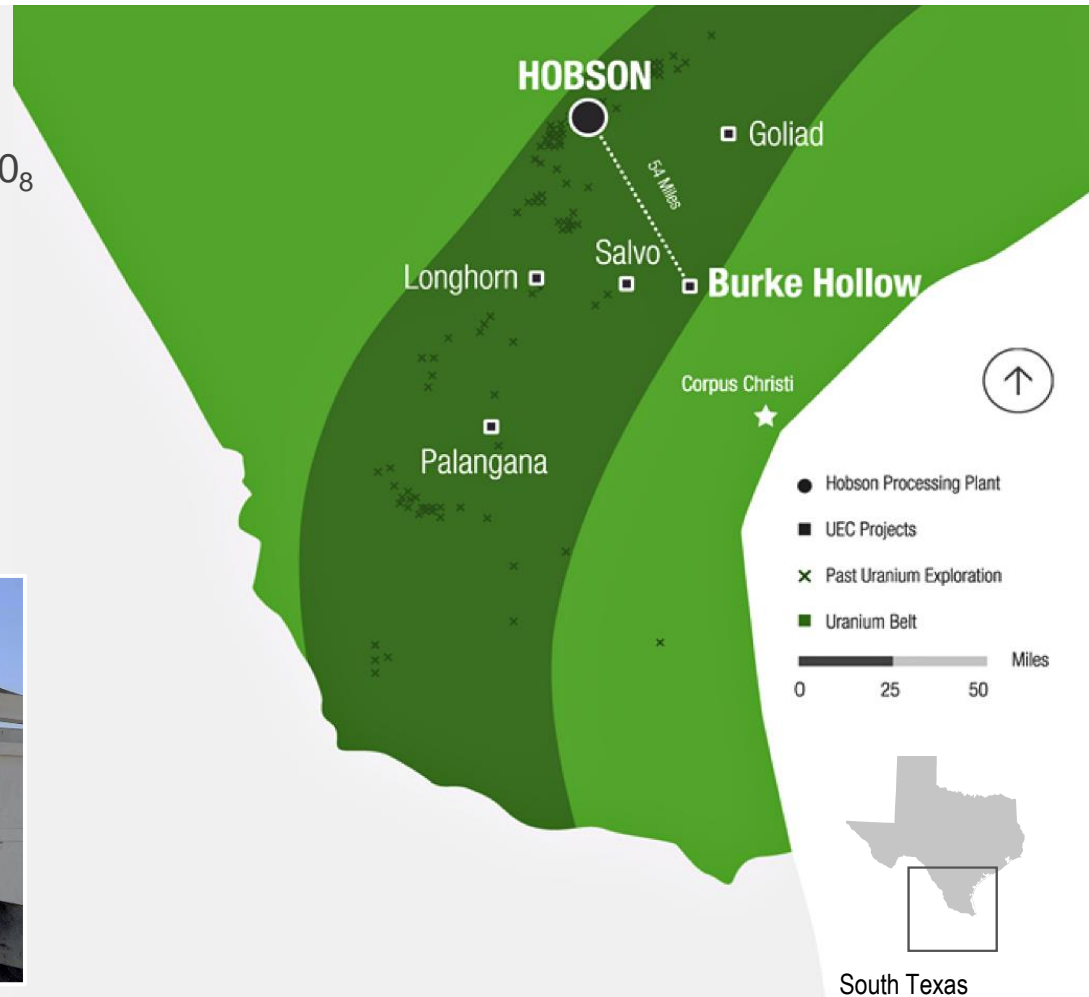 O₈
HOBSON
Goliad
54 Miles
Salvo
Longhorn
Burke Hollow
Corpus Christi
Palangana
Hobson Processing Plant
UEC Projects
Past Uranium Exploration
Uranium Belt
Miles
0 25 50
South Texas